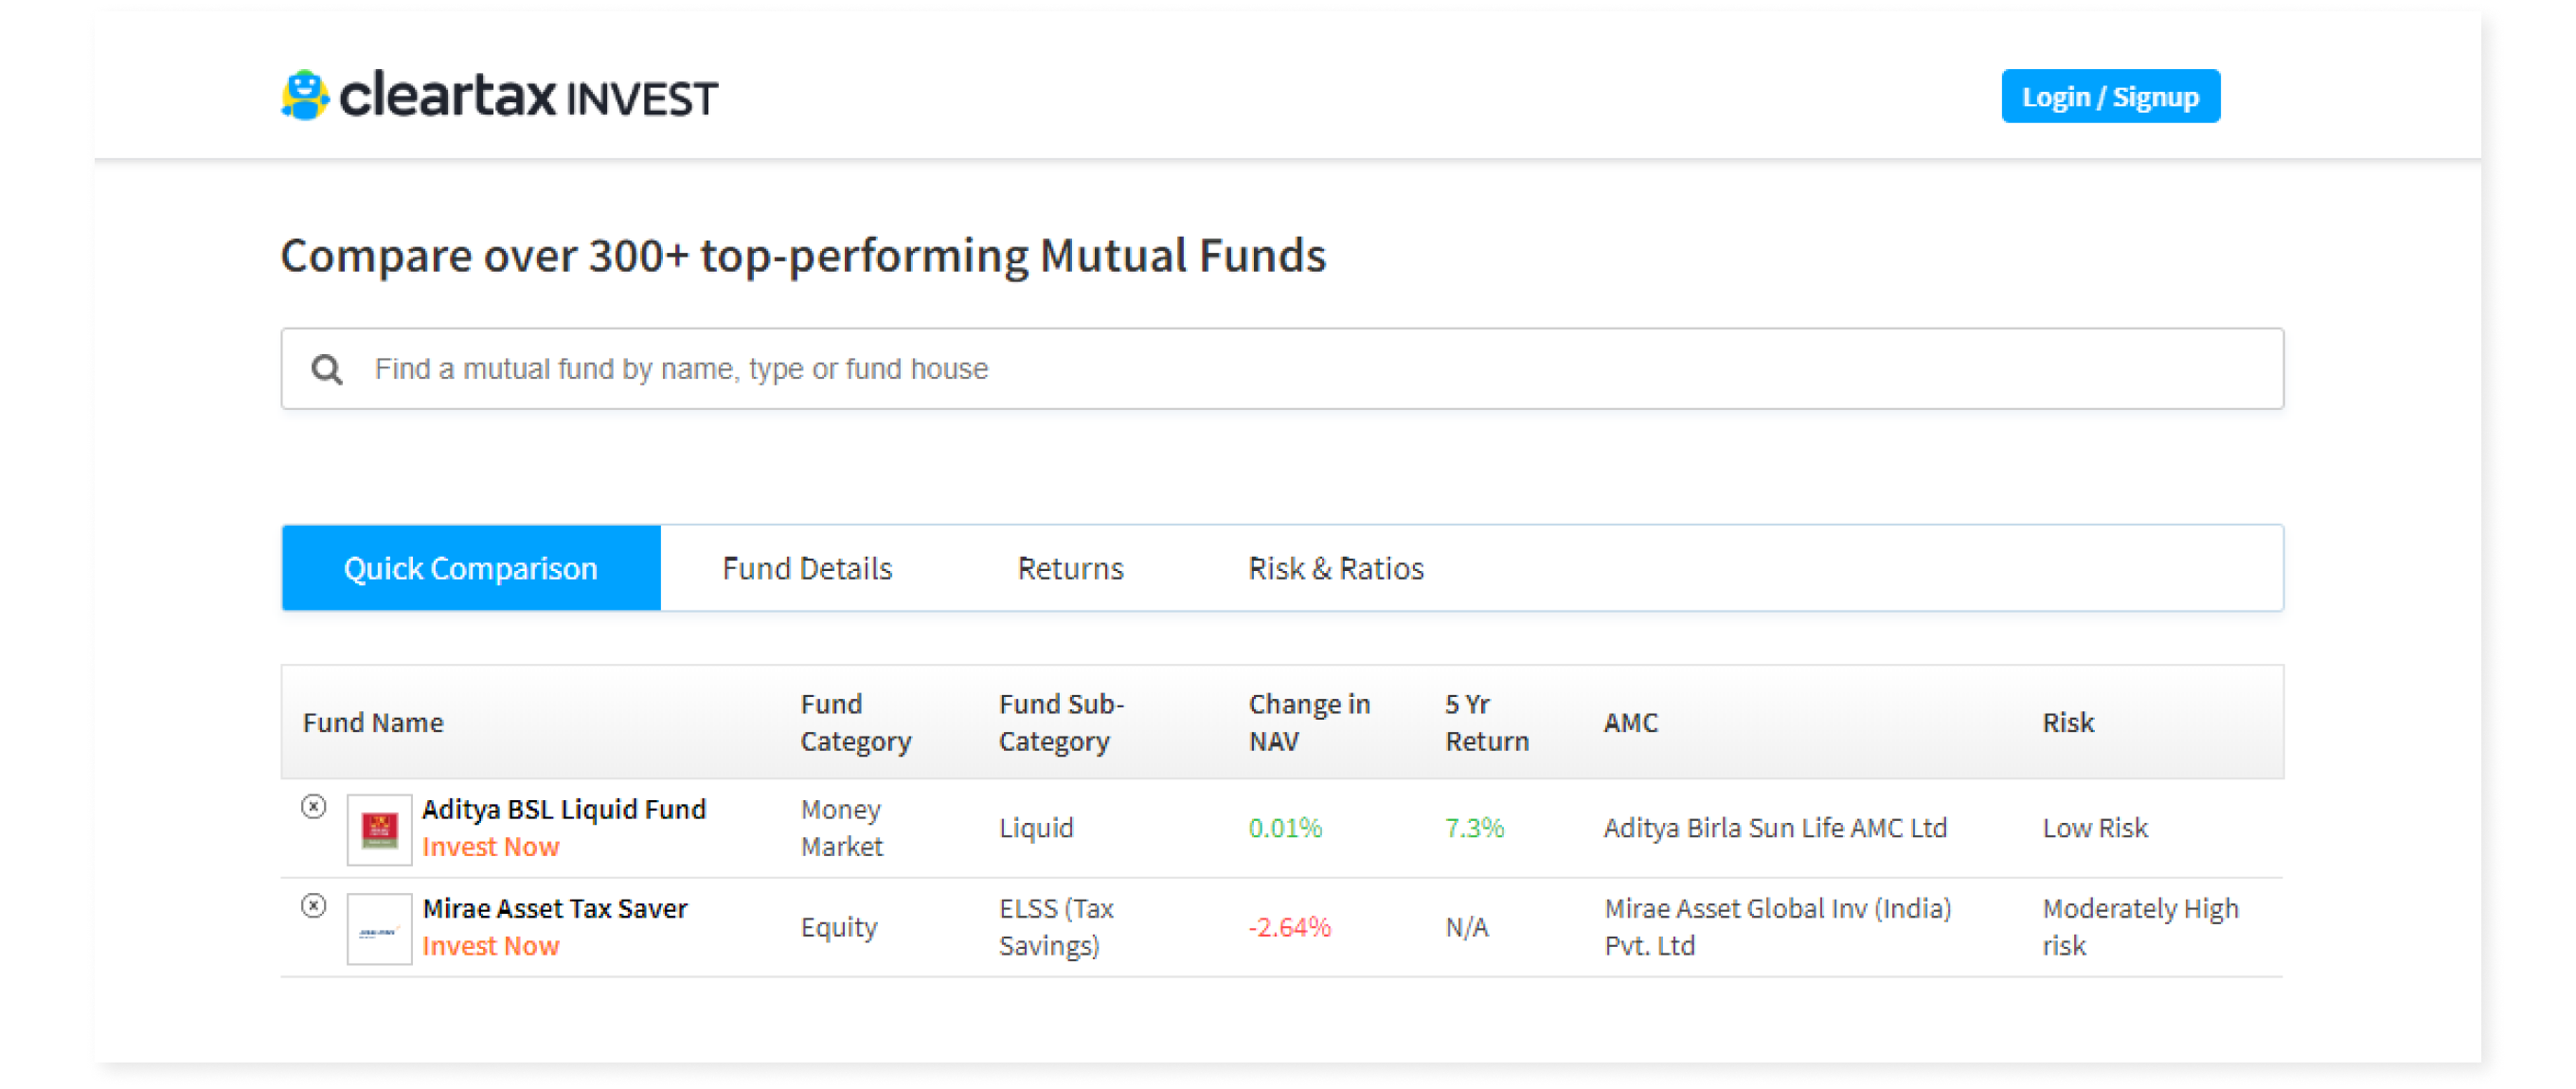 cleartax INVEST
Login / Signup
Compare over 300+ top-performing Mutual Funds
Find a mutual fund by name, type or fund house
Quick Comparison
Fund Details
Returns
Risk & Ratios
Fund Name
Fund
Category
Fund Sub-
Category
Change in
NAV
5 Yr
Return
AMC
Risk
Aditya BSL Liquid Fund
Invest Now
Money
Market
Liquid
0.01%
7.3%
Aditya Birla Sun Life AMC Ltd
Low Risk
Mirae Asset Tax Saver
Invest Now
Equity
ELSS (Tax
Savings)
-2.64%
N/A
Mirae Asset Global Inv (India)
Pvt. Ltd
Moderately High
risk